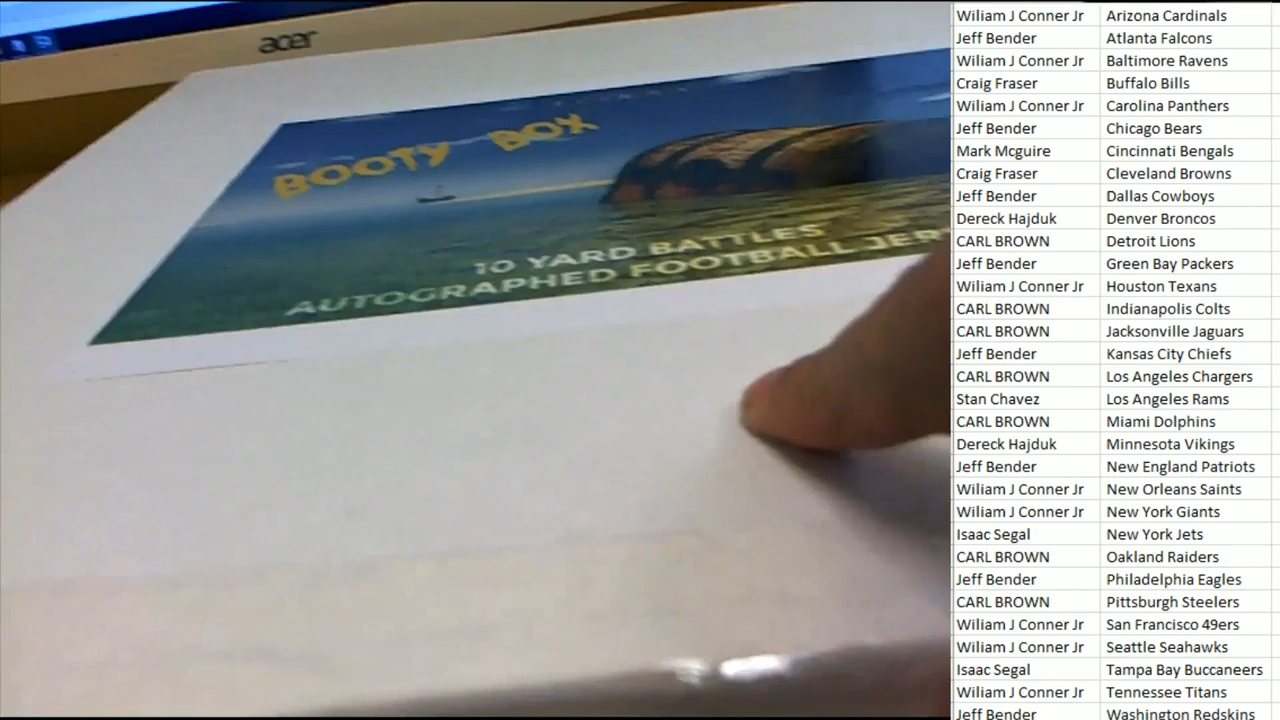 acer
BOOTY BOX
10 YARD BATTLES
AUTOGRAPHED FOOTBALL JER
Wiliam J Conner Jr Arizona Cardinals
Jeff Bender Atlanta Falcons
Wiliam J Conner Jr Baltimore Ravens
Craig Fraser Buffalo Bills
Wiliam J Conner Jr Carolina Panthers
Jeff Bender Chicago Bears
Mark Mcguire Cincinnati Bengals
Craig Fraser Cleveland Browns
Jeff Bender Dallas Cowboys
Dereck Hajduk Denver Broncos
CARL BROWN Detroit Lions
Jeff Bender Green Bay Packers
Wiliam J Conner Jr Houston Texans
CARL BROWN Indianapolis Colts
CARL BROWN Jacksonville Jaguars
Jeff Bender Kansas City Chiefs
CARL BROWN Los Angeles Chargers
Stan Chavez Los Angeles Rams
CARL BROWN Miami Dolphins
Dereck Hajduk Minnesota Vikings
Jeff Bender New England Patriots
Wiliam J Conner Jr New Orleans Saints
Wiliam J Conner Jr New York Giants
Isaac Segal New York Jets
CARL BROWN Oakland Raiders
Jeff Bender Philadelphia Eagles
CARL BROWN Pittsburgh Steelers
Wiliam J Conner Jr San Francisco 49ers
Wiliam J Conner Jr Seattle Seahawks
Isaac Segal Tampa Bay Buccaneers
Wiliam J Conner Jr Tennessee Titans
Jeff Bender Washington Redskins